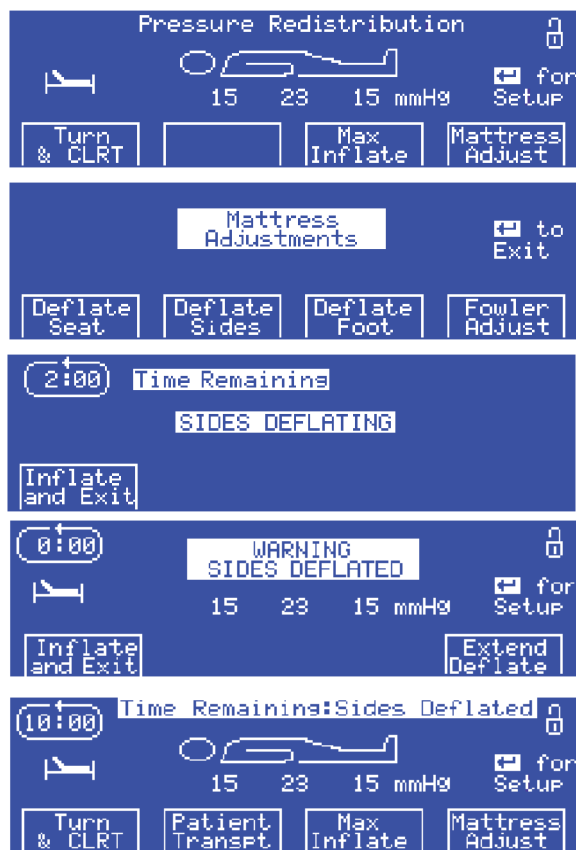 Pressure Redistribution
↵ for
Setup
15 23 15 mmHg
Turn
& CLRT
Max
Inflate
Mattress
Adjust
Mattress
Adjustments
↵ to
Exit
Deflate
Seat
Deflate
Sides
Deflate
Foot
Fowler
Adjust
2:00 Time Remaining
SIDES DEFLATING
Inflate
and Exit
0:00
WARNING
SIDES DEFLATED
↵ for
Setup
15 23 15 mmHg
Inflate
and Exit
Extend
Deflate
Time Remaining:Sides Deflated
10:00
↵ for
Setup
15 23 15 mmHg
Turn
& CLRT
Patient
Transpt
Max
Inflate
Mattress
Adjust